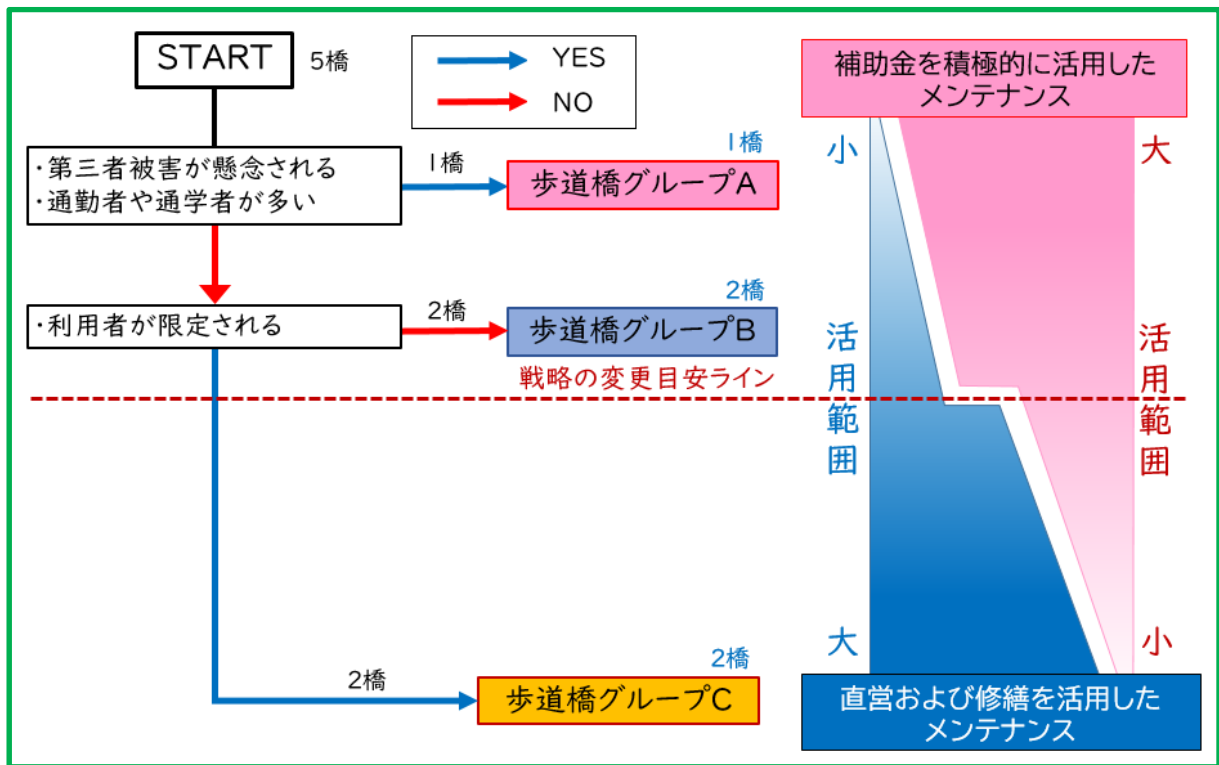 START
5橋
YES
NO
・第三者被害が懸念される
・通勤者や通学者が多い
1橋
1橋
歩道橋グループA
・利用者が限定される
2橋
2橋
歩道橋グループB
戦略の変更目安ライン
2橋
2橋
歩道橋グループC
補助金を積極的に活用した
メンテナンス
小
活用範囲
大
大
活用範囲
小
直営および修繕を活用した
メンテナンス